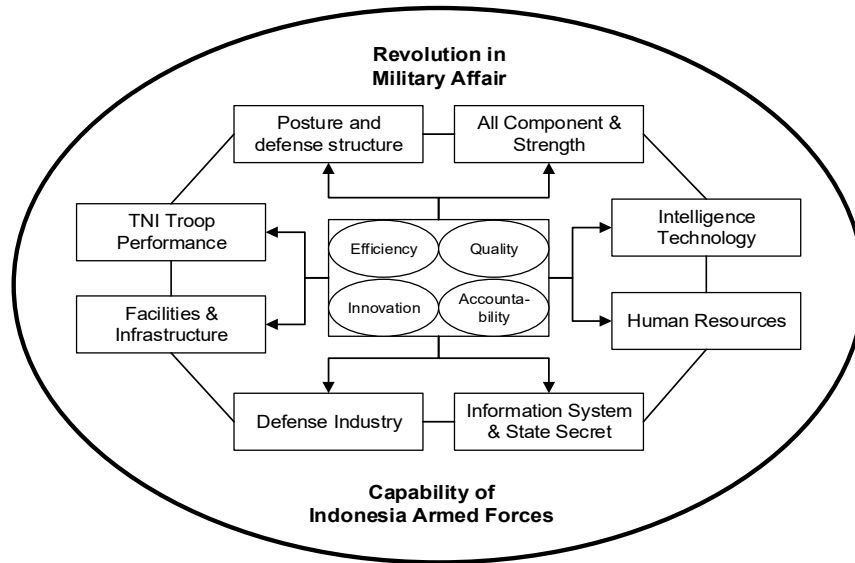 Revolution in
Military Affair
Posture and
defense structure
All Component &
Strength
TNI Troop
Performance
Efficiency
Quality
Intelligence
Technology
Facilities &
Infrastructure
Innovation
Accounta-
bility
Human Resources
Defense Industry
Information System
& State Secret
Capability of
Indonesia Armed Forces